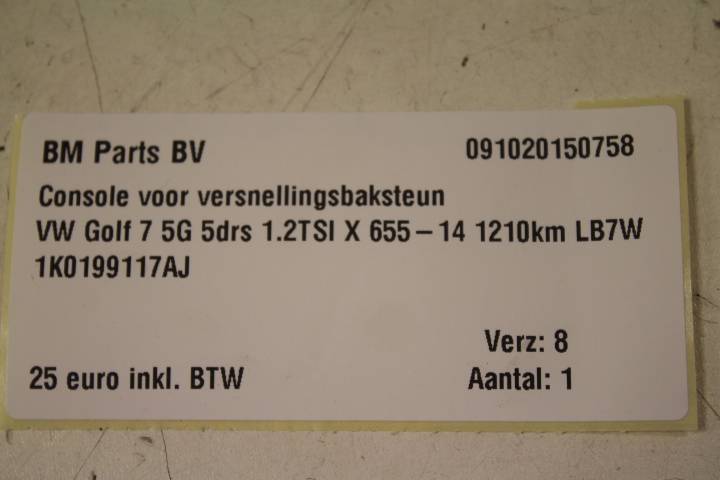 BM Parts BV 091020150758
Console voor versnellingsbaksteun
VW Golf 7 5G 5drs 1.2TSI X 655-14 1210km LB7W
1K0199117AJ
Verz: 8
25 euro inkl. BTW Aantal: 1